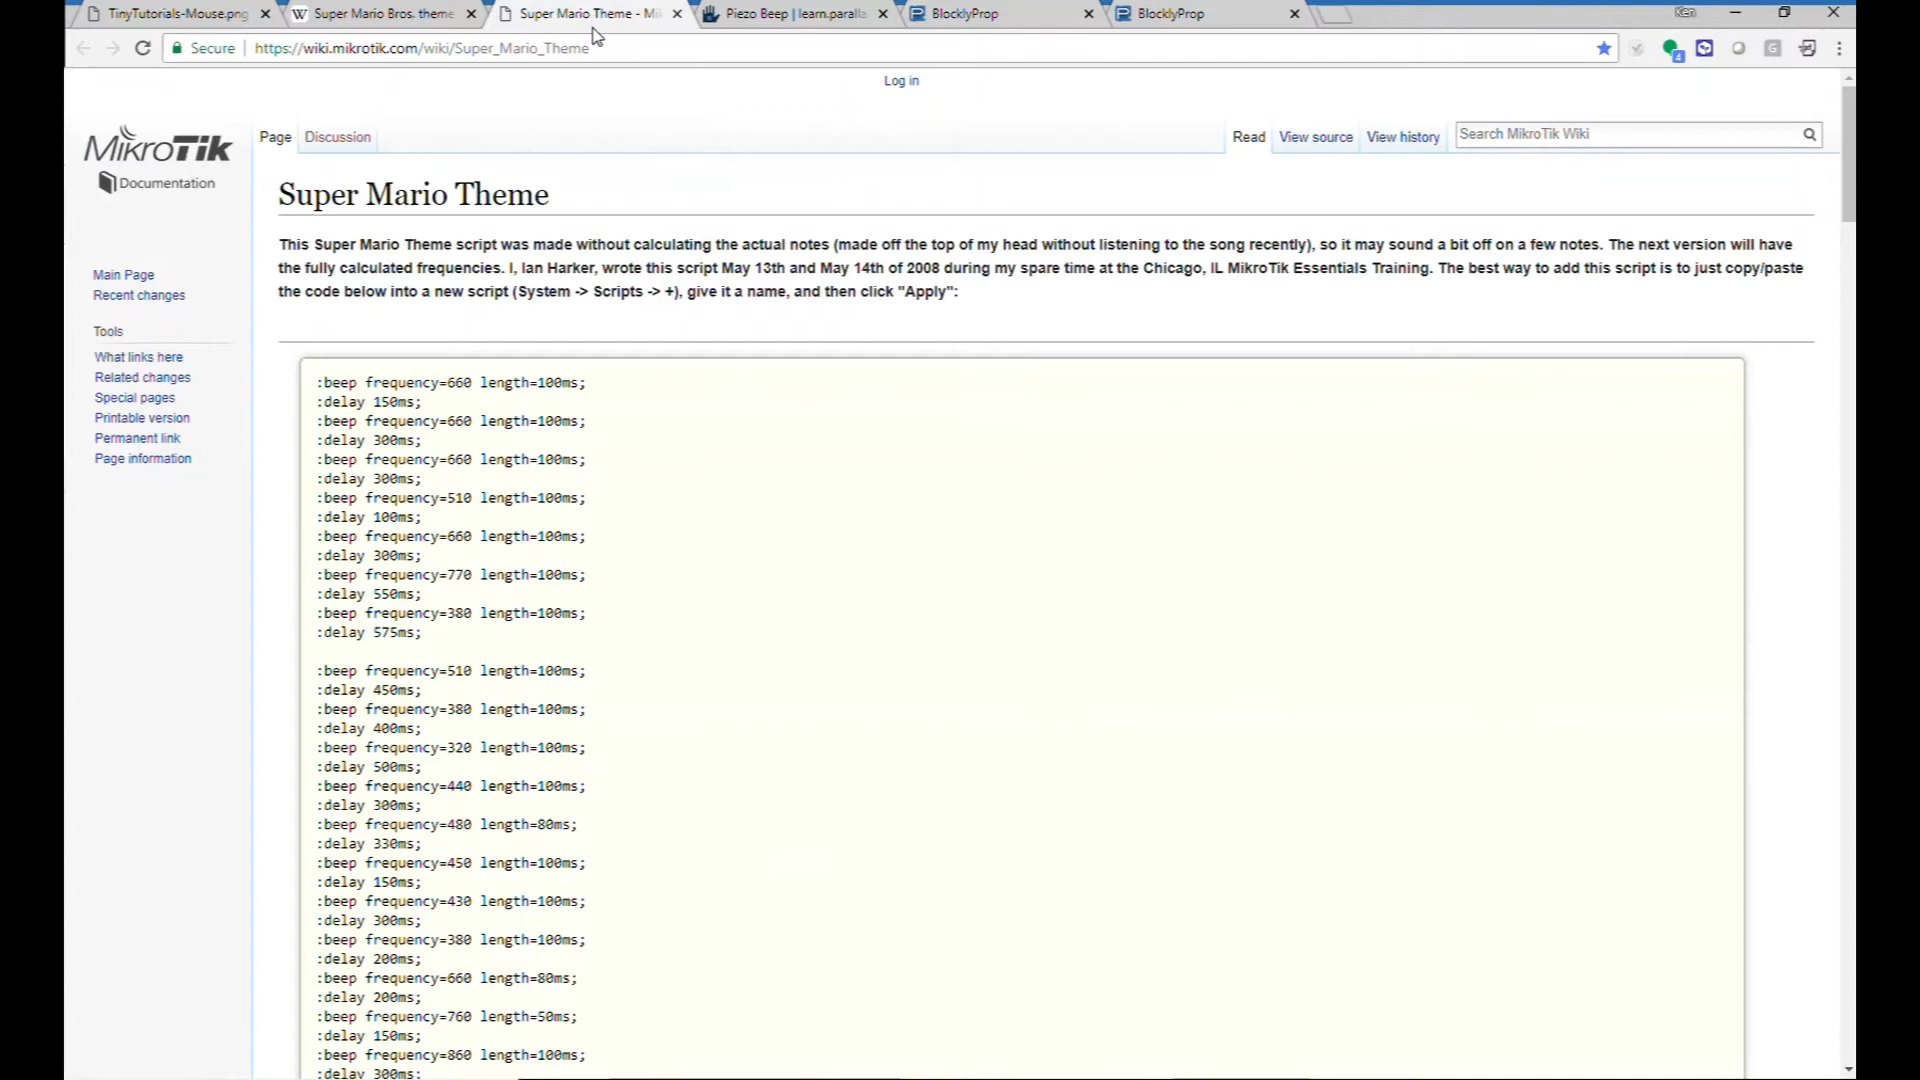 TinyTutorials-Mouse.png
Super Mario Bros. theme
Super Mario Theme - Mi
Piezo Beep | learn.paralla
BlocklyProp
BlocklyProp
Ken
Secure
https://wiki.mikrotik.com/wiki/Super_Mario_Theme
4
G
Log in
MikroTik
Documentation
Page
Discussion
Read
View source
View history
Search MikroTik Wiki
Main Page
Recent changes
Tools
What links here
Related changes
Special pages
Printable version
Permanent link
Page information
Super Mario Theme
This Super Mario Theme script was made without calculating the actual notes (made off the top of my head without listening to the song recently), so it may sound a bit off on a few notes. The next version will have
the fully calculated frequencies. I, Ian Harker, wrote this script May 13th and May 14th of 2008 during my spare time at the Chicago, IL MikroTik Essentials Training. The best way to add this script is to just copy/paste
the code below into a new script (System -> Scripts -> +), give it a name, and then click "Apply":
:beep frequency=660 length=100ms;
:delay 150ms;
:beep frequency=660 length=100ms;
:delay 300ms;
:beep frequency=660 length=100ms;
:delay 300ms;
:beep frequency=510 length=100ms;
:delay 100ms;
:beep frequency=660 length=100ms;
:delay 300ms;
:beep frequency=770 length=100ms;
:delay 550ms;
:beep frequency=380 length=100ms;
:delay 575ms;
:beep frequency=510 length=100ms;
:delay 450ms;
:beep frequency=380 length=100ms;
:delay 400ms;
:beep frequency=320 length=100ms;
:delay 500ms;
:beep frequency=440 length=100ms;
:delay 300ms;
:beep frequency=480 length=80ms;
:delay 330ms;
:beep frequency=450 length=100ms;
:delay 150ms;
:beep frequency=430 length=100ms;
:delay 300ms;
:beep frequency=380 length=100ms;
:delay 200ms;
:beep frequency=660 length=80ms;
:delay 200ms;
:beep frequency=760 length=50ms;
:delay 150ms;
:beep frequency=860 length=100ms;
:delay 300ms;